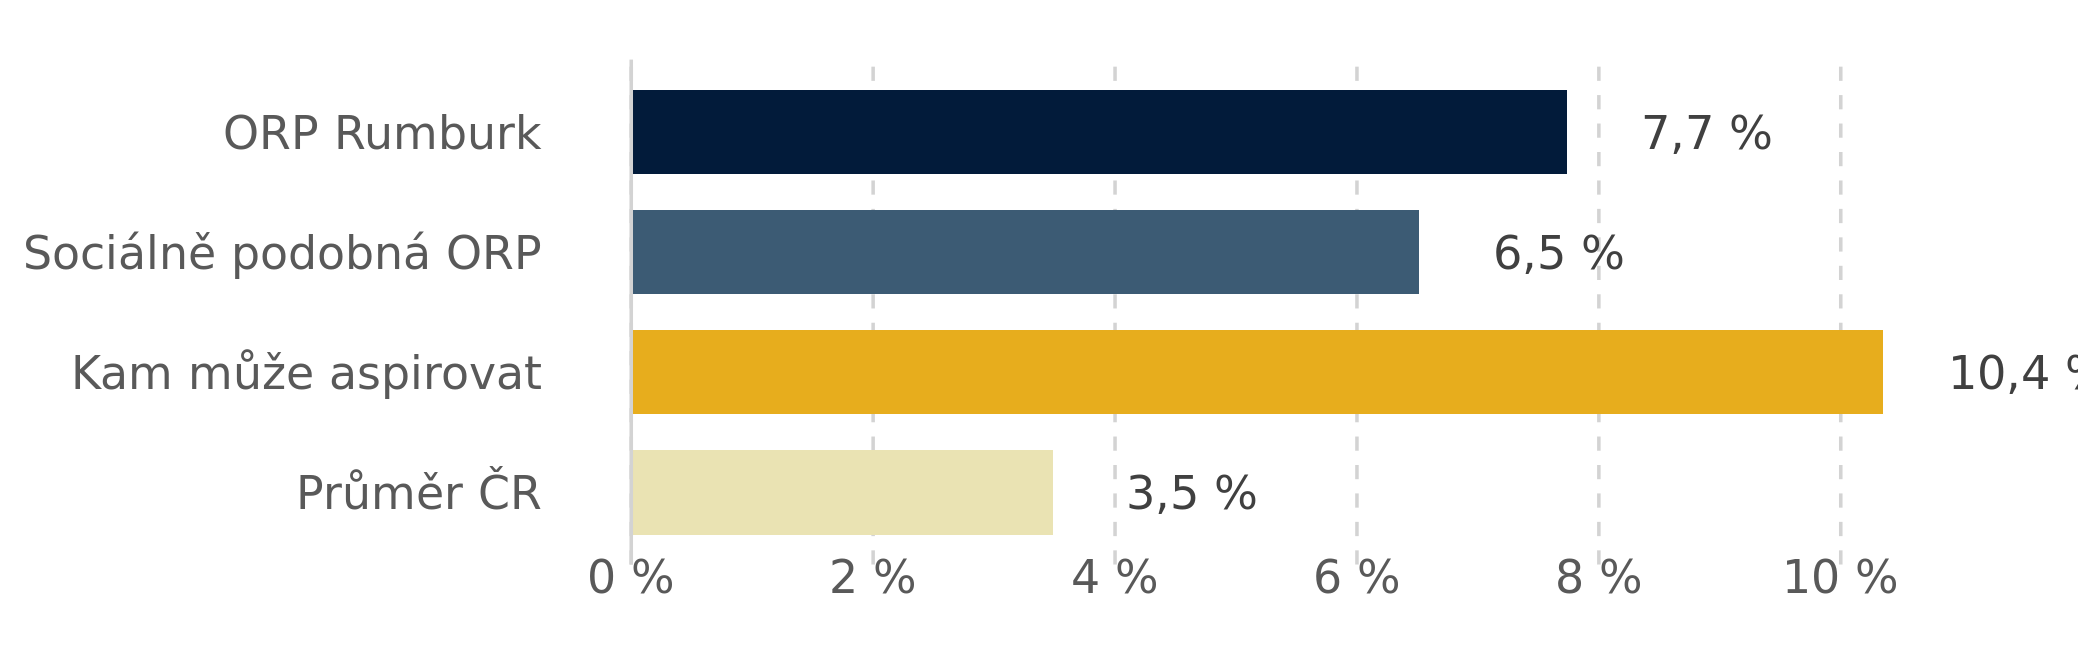 ORP Rumburk 7,7 %
Sociálně podobná ORP 6,5 %
Kam může aspirovat 10,4 %
Průměr ČR 3,5 %
0 % 2 % 4 % 6 % 8 % 10 %